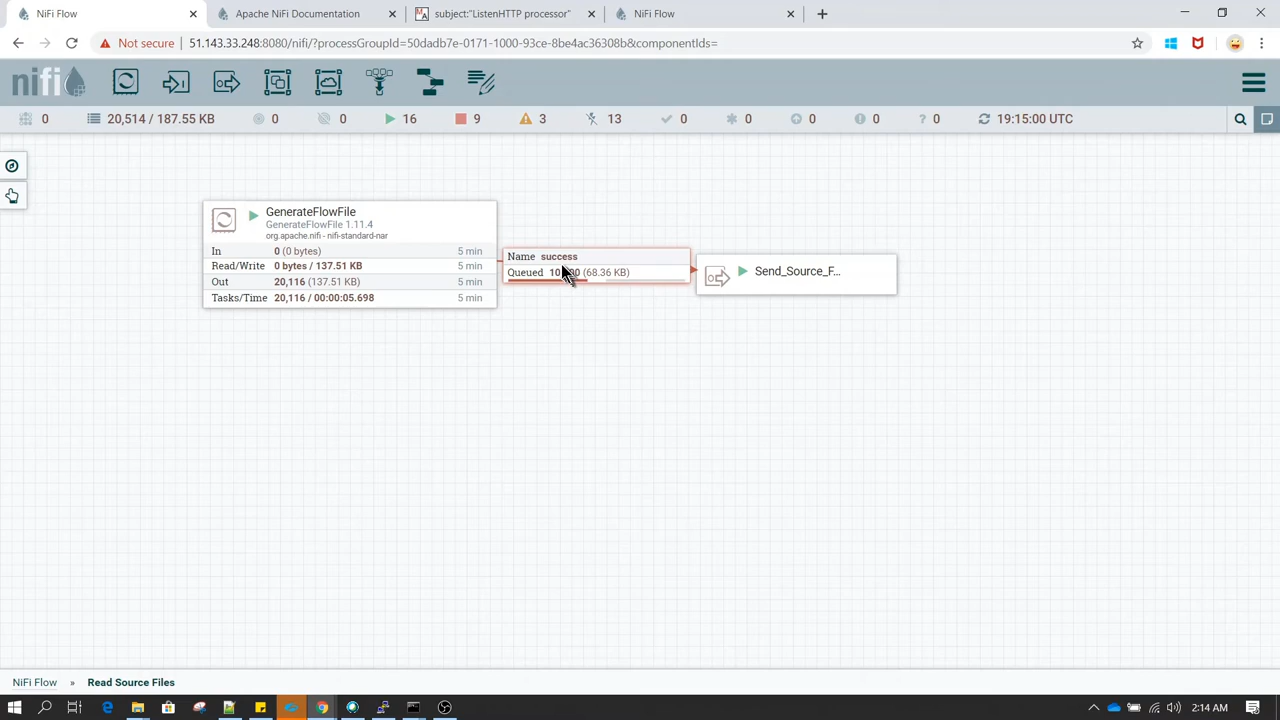 NiFi Flow
Apache NiFi Documentation
subject:"ListenHTTP processor"
NiFi Flow
Not secure
51.143.33.248:8080/nifi/?processGroupId=50dadb7e-0171-1000-93ce-8be4ac36308b&componentIds=
nifi
0
20,514 / 187.55 KB
0
0
16
9
3
13
0
0
0
0
0
19:15:00 UTC
GenerateFlowFile
GenerateFlowFile 1.11.4
org.apache.nifi - nifi-standard-nar
In 0 (0 bytes) 5 min
Read/Write 0 bytes / 137.51 KB 5 min
Out 20,116 (137.51 KB) 5 min
Tasks/Time 20,116 / 00:00:05.698 5 min
Name success
Queued (68.36 KB)
Send_Source_F...
NiFi Flow » Read Source Files
2:14 AM